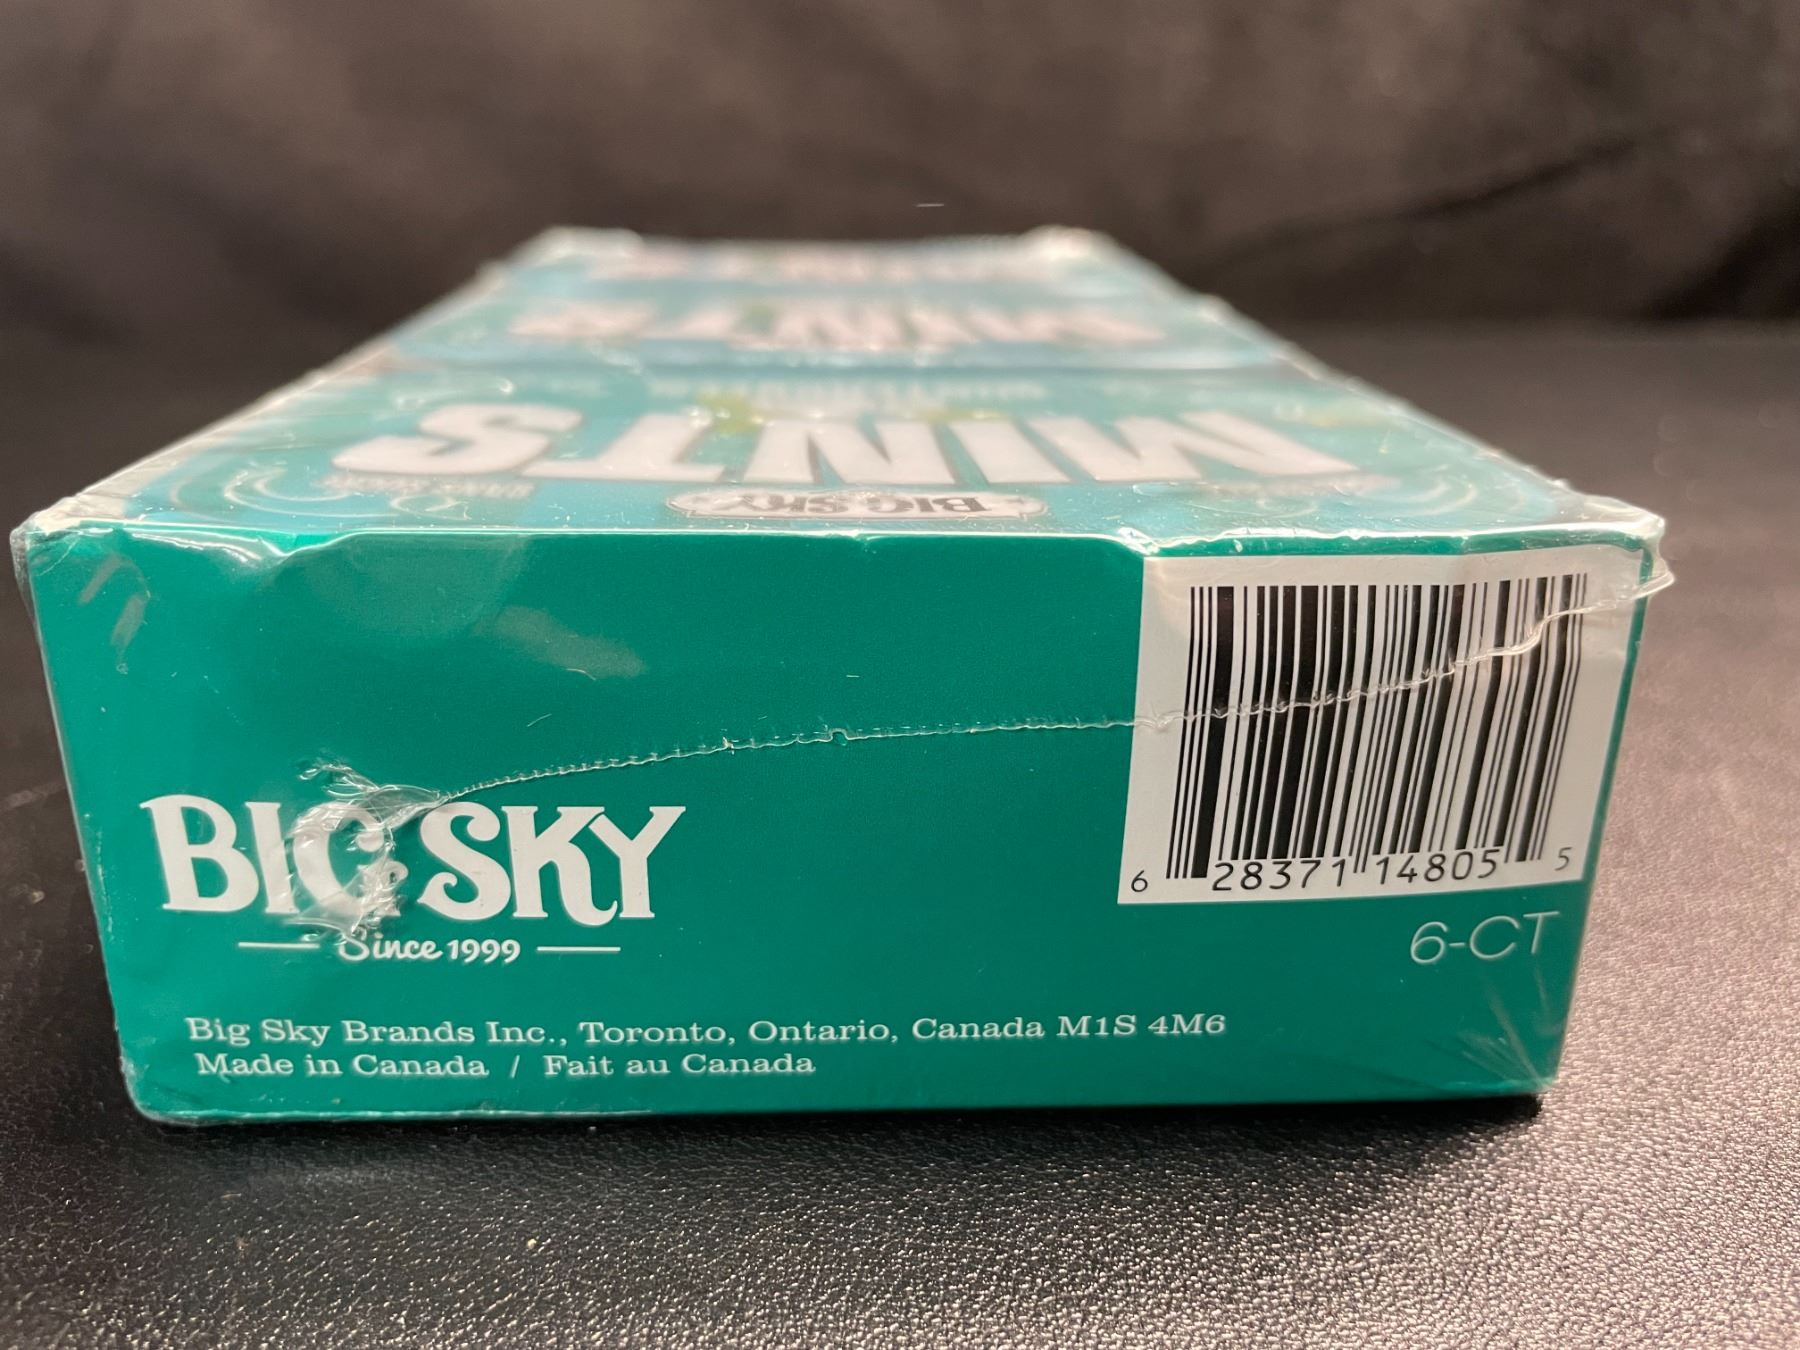 MINTS
MINTS
BIG SKY
BIG SKY
Since 1999
6 28371 14805 5
6-CT
Big Sky Brands Inc., Toronto, Ontario, Canada M1S 4M6
Made in Canada / Fait au Canada